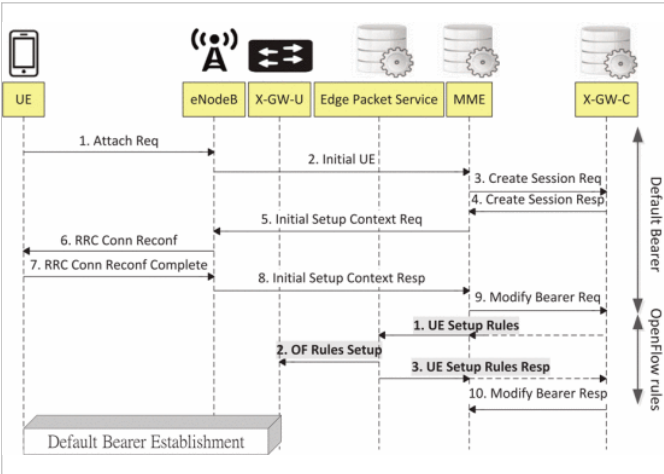 UE
eNodeB
X-GW-U
Edge Packet Service
MME
X-GW-C
1. Attach Req
2. Initial UE
3. Create Session Req
4. Create Session Resp
5. Initial Setup Context Req
6. RRC Conn Reconf
7. RRC Conn Reconf Complete
8. Initial Setup Context Resp
9. Modify Bearer Req
1. UE Setup Rules
2. OF Rules Setup
3. UE Setup Rules Resp
10. Modify Bearer Resp
Default Bearer
OpenFlow rules
Default Bearer Establishment